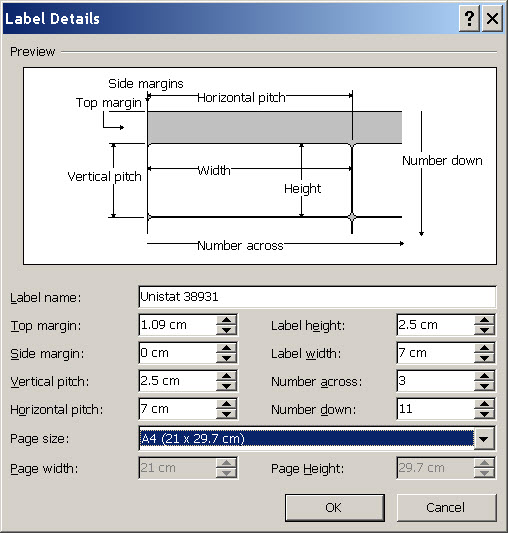 Label Details
Preview
Side margins
Top margin
Horizontal pitch
Number down
Vertical pitch
Width
Height
Number across
Label name: Unistat 38931
Top margin: 1.09 cm Label height: 2.5 cm
Side margin: 0 cm Label width: 7 cm
Vertical pitch: 2.5 cm Number across: 3
Horizontal pitch: 7 cm Number down: 11
Page size: A4 (21 x 29.7 cm)
Page width: 21 cm Page Height: 29.7 cm
OK Cancel